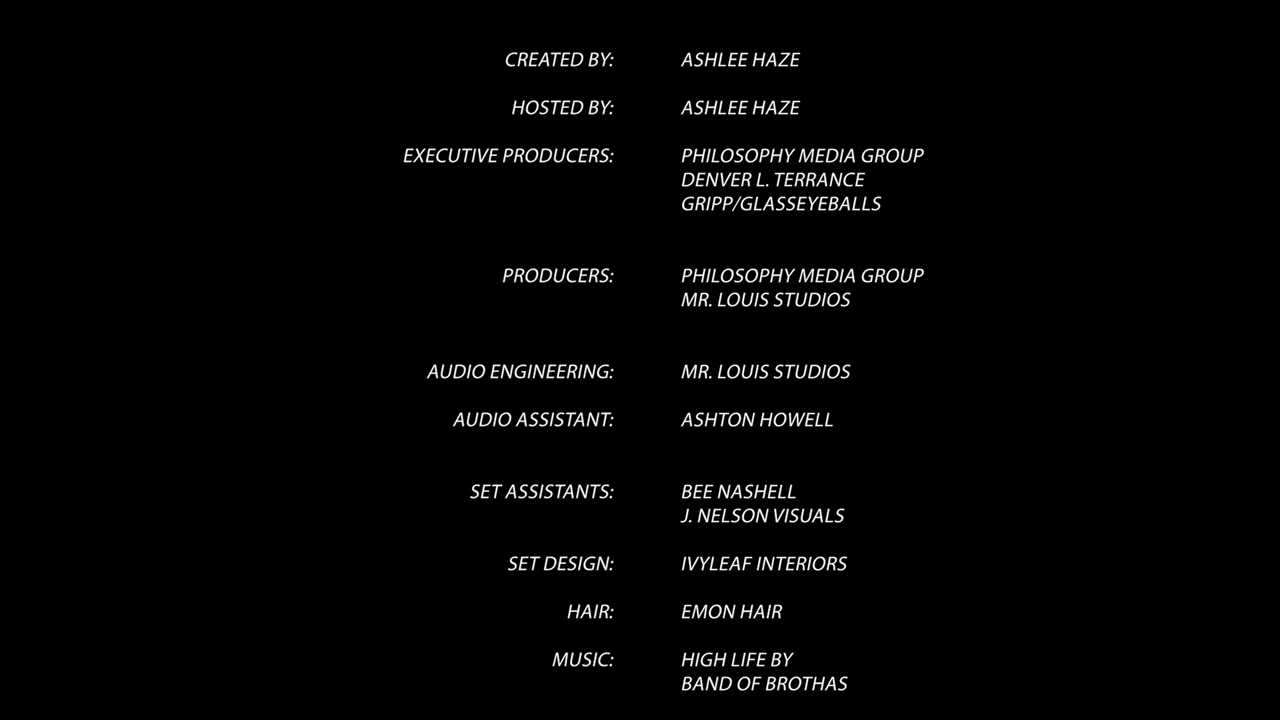 CREATED BY: ASHLEE HAZE
HOSTED BY: ASHLEE HAZE
EXECUTIVE PRODUCERS: PHILOSOPHY MEDIA GROUP
DENVER L. TERRANCE
GRIPP/GLASSEYEBALLS
PRODUCERS: PHILOSOPHY MEDIA GROUP
MR. LOUIS STUDIOS
AUDIO ENGINEERING: MR. LOUIS STUDIOS
AUDIO ASSISTANT: ASHTON HOWELL
SET ASSISTANTS: BEE NASHELL
J. NELSON VISUALS
SET DESIGN: IVYLEAF INTERIORS
HAIR: EMON HAIR
MUSIC: HIGH LIFE BY
BAND OF BROTHAS